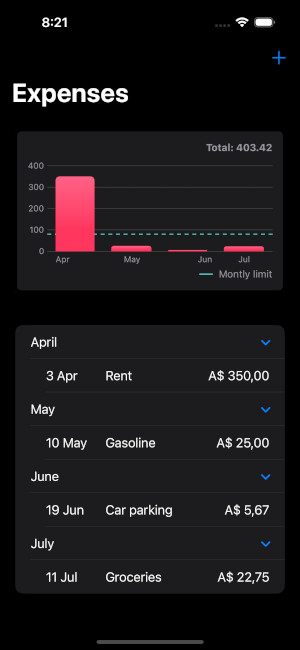 8:21
Expenses
Total: 403.42
400
300
200
100
0
Apr May Jun Jul
Montly limit
April
3 Apr Rent A$ 350,00
May
10 May Gasoline A$ 25,00
June
19 Jun Car parking A$ 5,67
July
11 Jul Groceries A$ 22,75